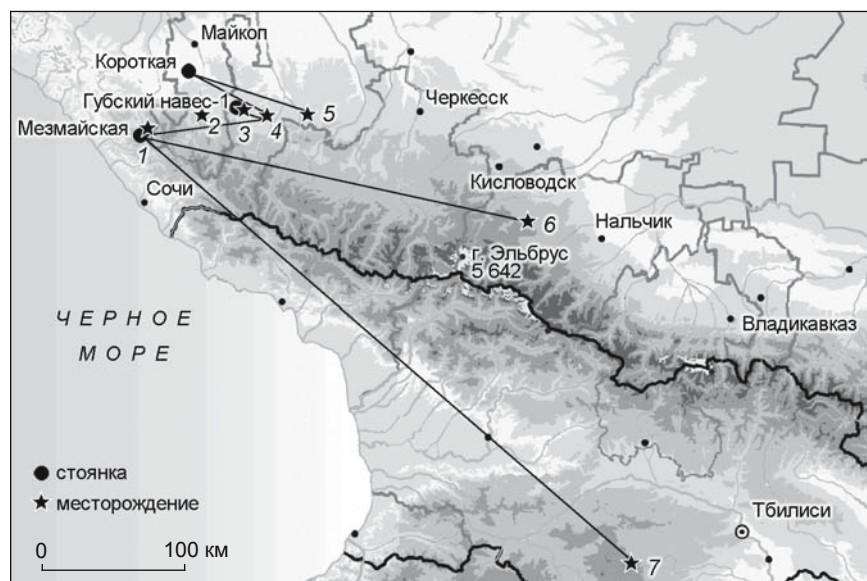 Майкоп
Короткая
Губский навес-1
Черкесск
5
4
3
2
Мезмайская
1
Кисловодск
Сочи
6
Нальчик
г. Эльбрус
5 642
ЧЕРНОЕ
МОРЕ
Владикавказ
стоянка
месторождение
Тбилиси
0 100 км
7